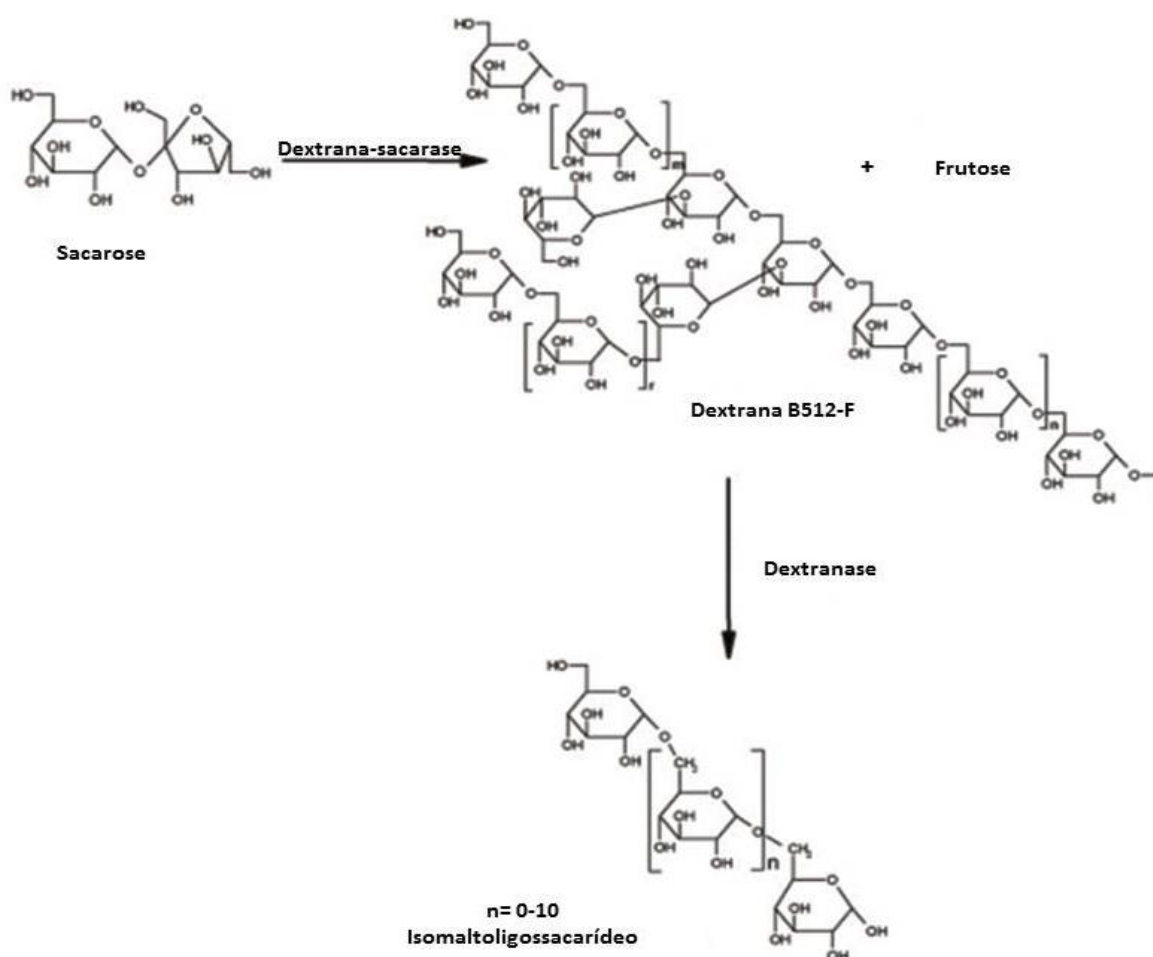 Sacarose
Dextrana-sacarase
+
Frutose
Dextrana B512-F
Dextranase
n= 0-10
Isomaltoligossacarídeo